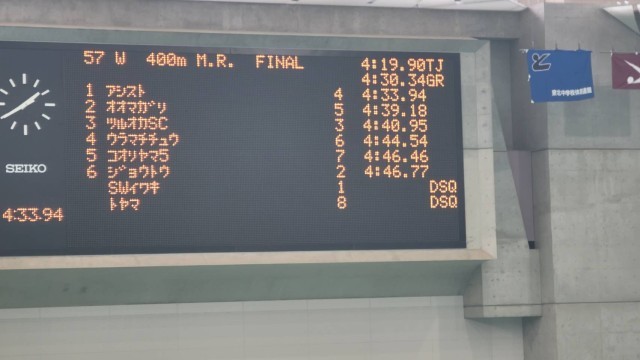 57 W 400m M.R. FINAL 4:19.90TJ
4:30.34GR
1 アシスト 4 4:33.94
2 オオマガリ 5 4:39.18
3 ツルオカSC 3 4:40.95
4 ウラマチチュウ 6 4:44.54
5 コオリヤマ5 7 4:46.46
6 ジョウトウ 2 4:46.77
SWイワキ 1 DSQ
トヤマ 8 DSQ
SEIKO
4:33.94